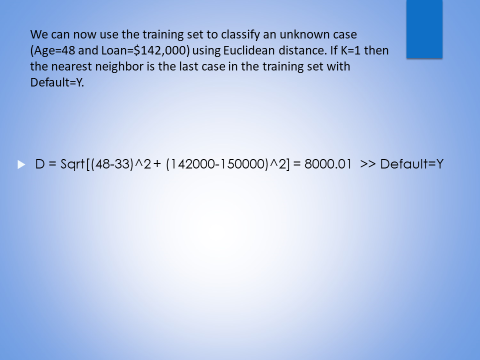 We can now use the training set to classify an unknown case
(Age=48 and Loan=$142,000) using Euclidean distance. If K=1 then
the nearest neighbor is the last case in the training set with
Default=Y.
D = Sqrt[(48-33)^2 + (142000-150000)^2] = 8000.01 >> Default=Y